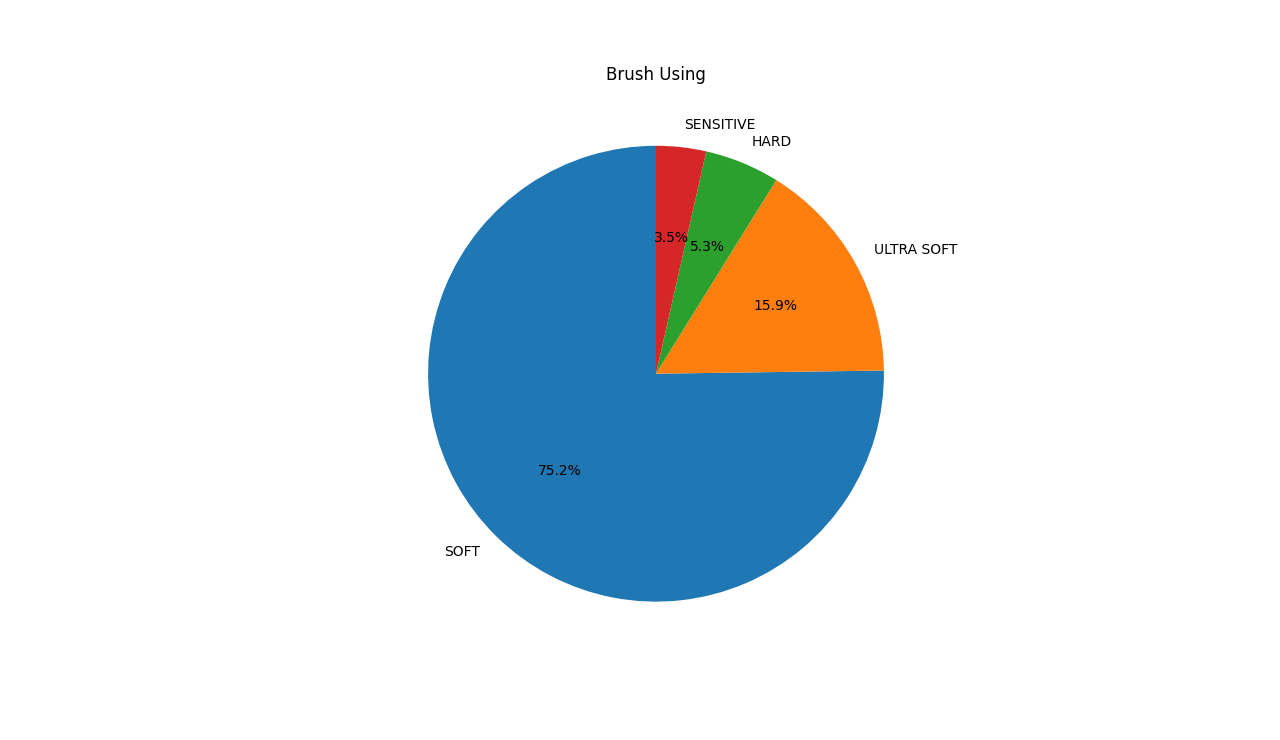 Brush Using
SENSITIVE
HARD
3.5%
5.3%
ULTRA SOFT
15.9%
75.2%
SOFT